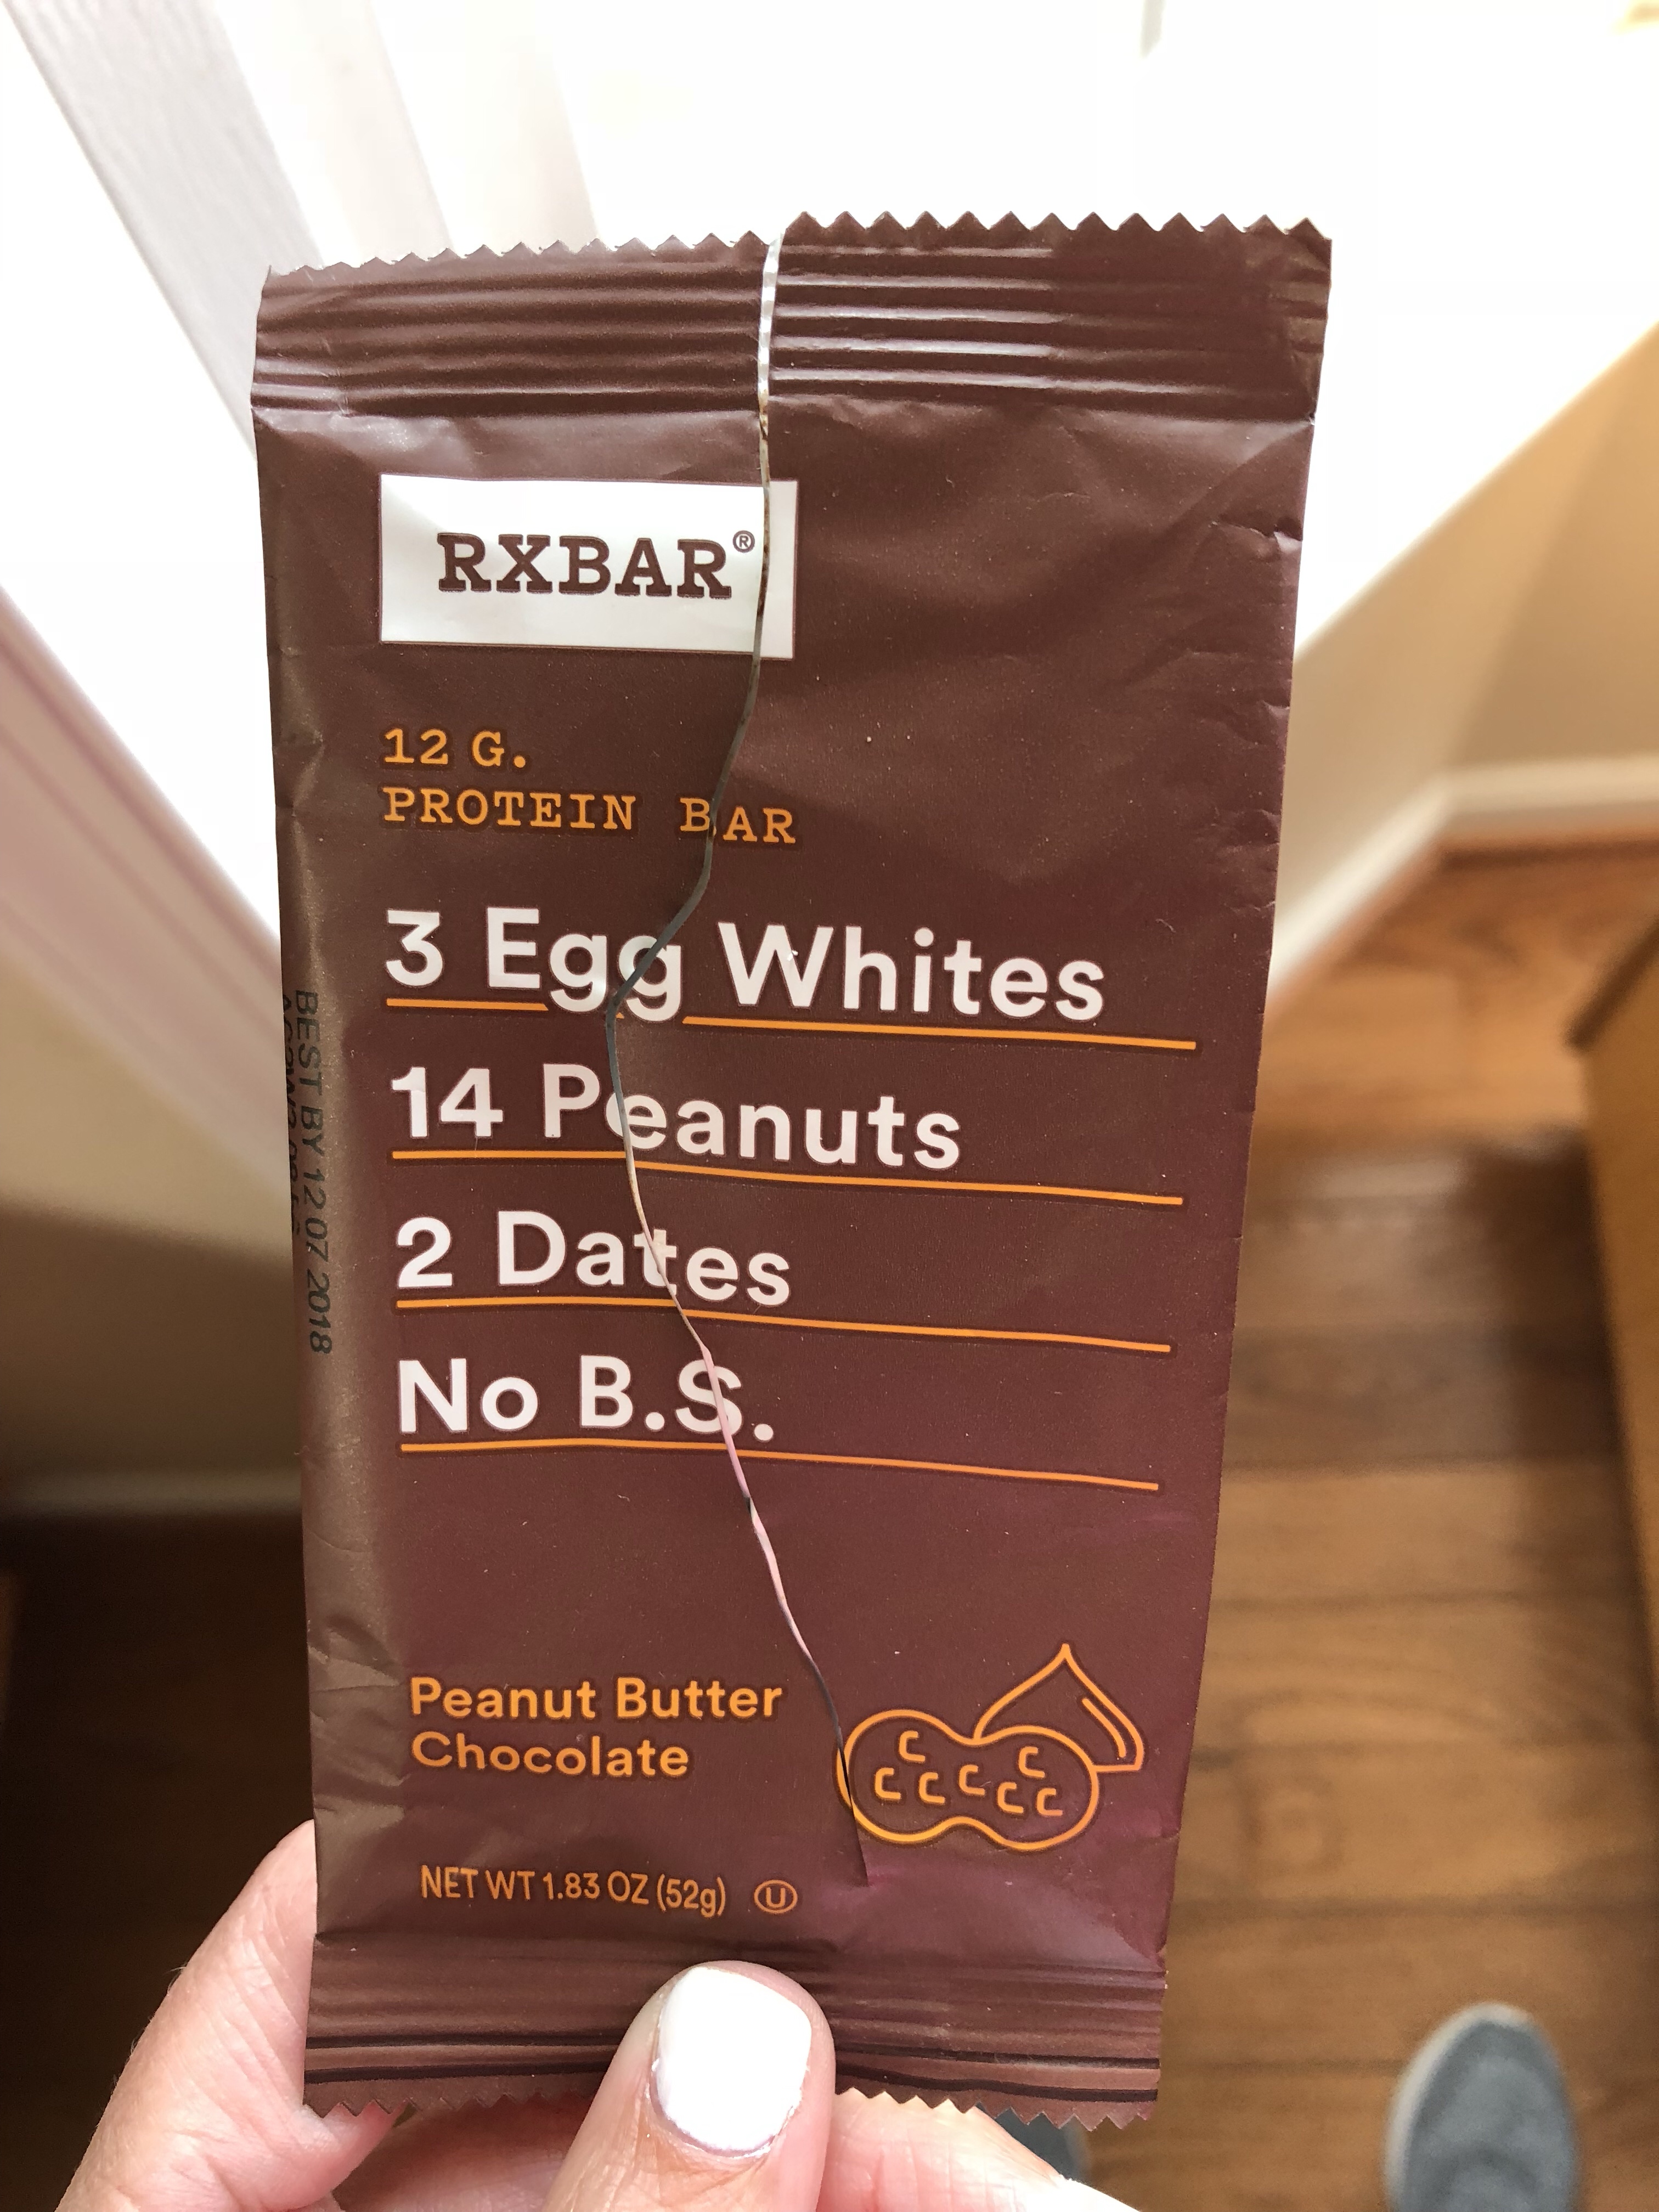 RXBAR®
12 G.
PROTEIN BAR
3 Egg Whites
14 Peanuts
2 Dates
No B.S.
Peanut Butter
Chocolate
NET WT 1.83 OZ (52g) U
BEST BY 12 07 2018